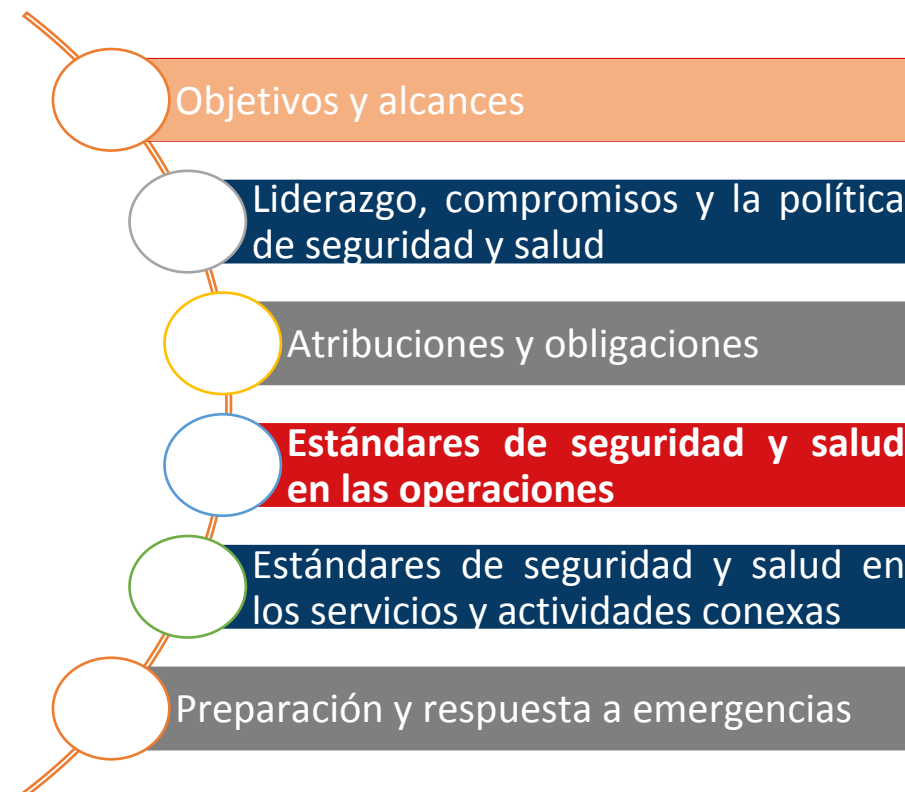 Objetivos y alcances
Liderazgo, compromisos y la política
de seguridad y salud
Atribuciones y obligaciones
Estándares de seguridad y salud
en las operaciones
Estándares de seguridad y salud en
los servicios y actividades conexas
Preparación y respuesta a emergencias